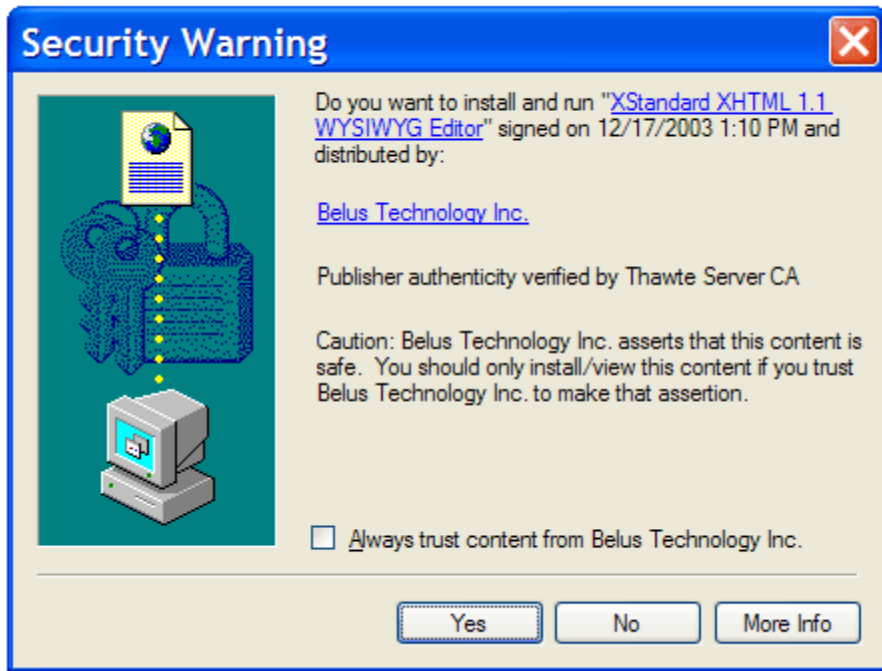 Security Warning
Do you want to install and run "XStandard XHTML 1.1
WYSIWYG Editor" signed on 12/17/2003 1:10 PM and
distributed by:
Belus Technology Inc.
Publisher authenticity verified by Thawte Server CA
Caution: Belus Technology Inc. asserts that this content is
safe.  You should only install/view this content if you trust
Belus Technology Inc. to make that assertion.
Always trust content from Belus Technology Inc.
Yes No More Info